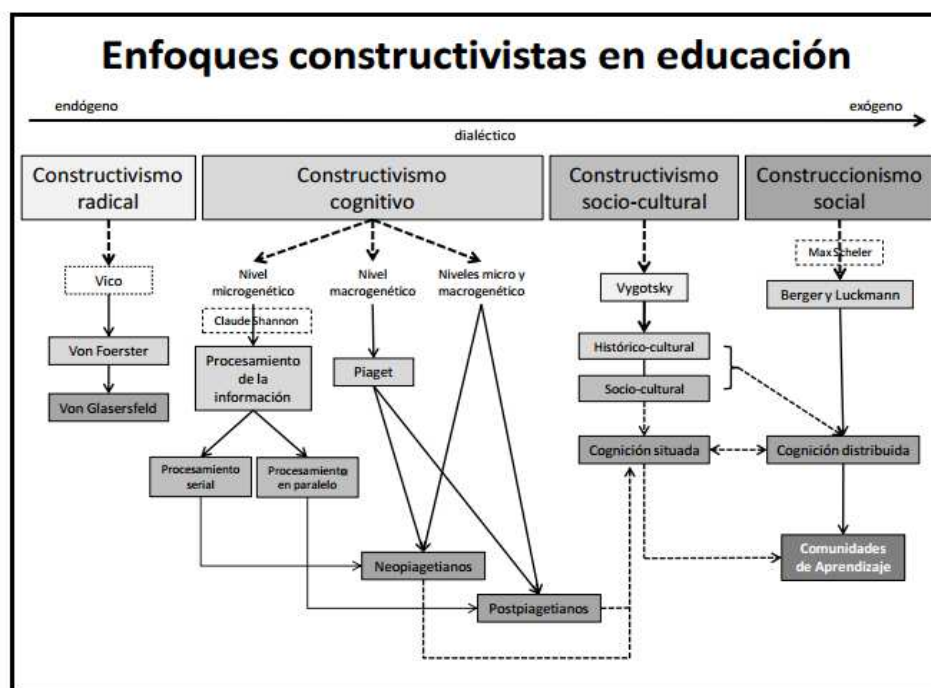 Enfoques constructivistas en educación
endógeno
exógeno
dialéctico
Constructivismo
radical
Constructivismo
cognitivo
Constructivismo
socio-cultural
Construccionismo
social
Vico
Von Foerster
Von Glasersfeld
Nivel
microgenético
Nivel
macrogenético
Niveles micro y
macrogenético
Claude Shannon
Procesamiento
de la
información
Piaget
Procesamiento
serial
Procesamiento
en paralelo
Neopiagetianos
Postpiagetianos
Vygotsky
Histórico-cultural
Socio-cultural
Cognición situada
Max Scheler
Berger y Luckmann
Cognición distribuida
Comunidades
de Aprendizaje